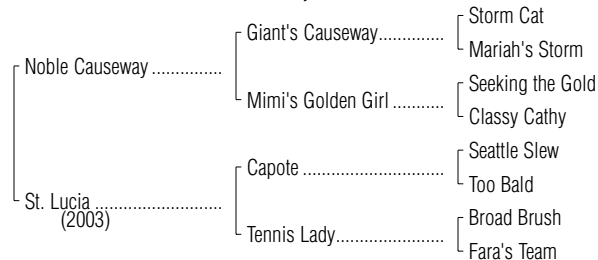 Storm Cat
Giant's Causeway..............
Mariah's Storm
Noble Causeway ...............
Seeking the Gold
Mimi's Golden Girl ...........
Classy Cathy
Seattle Slew
Capote ..............................
Too Bald
St. Lucia ...........................
(2003)
Broad Brush
Tennis Lady.......................
Fara's Team